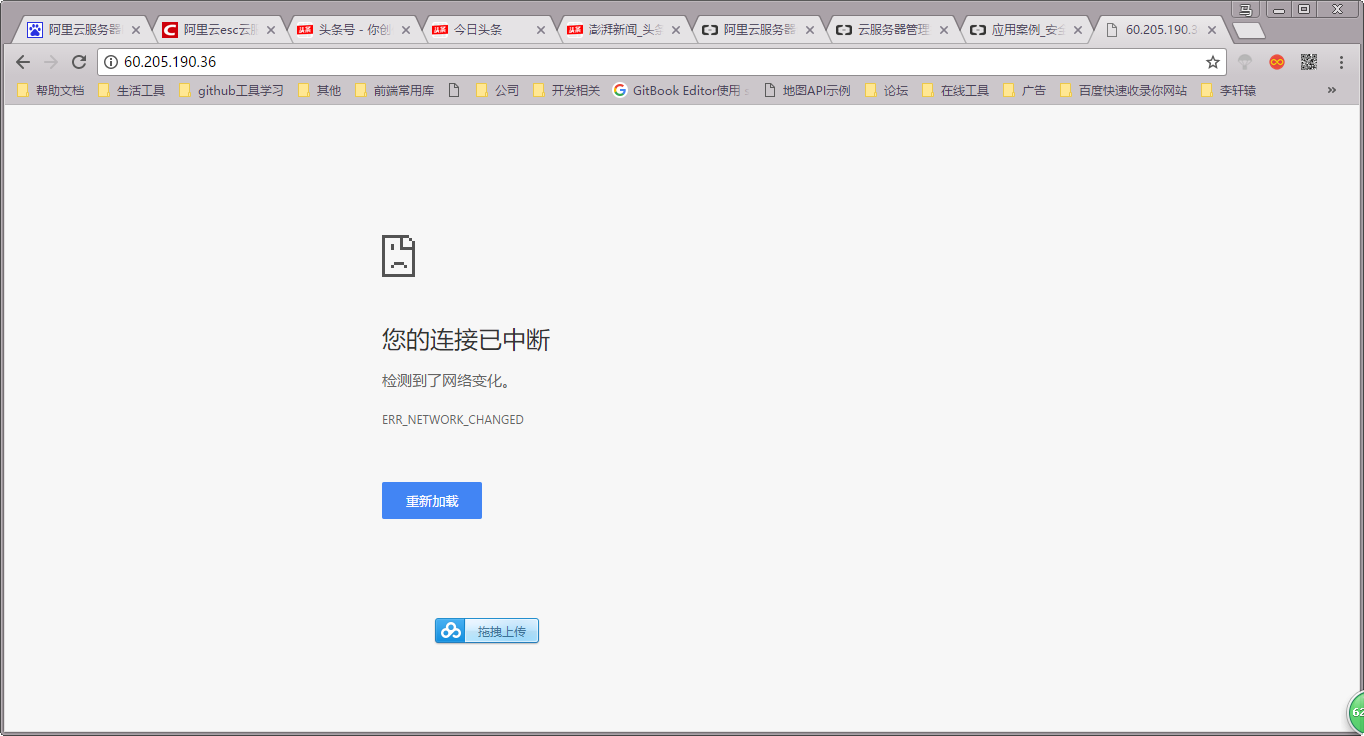 马
阿里云服务器
阿里云esc云服
头条号 - 你创
今日头条
澎湃新闻_头条
阿里云服务器
云服务器管理
应用案例_安全
60.205.190.3
60.205.190.36
帮助文档
生活工具
github工具学习
其他
前端常用库
公司
开发相关
GitBook Editor使用
地图API示例
论坛
在线工具
广告
百度快速收录你网站
李轩辕
»
您的连接已中断
检测到了网络变化。
ERR_NETWORK_CHANGED
重新加载
拖拽上传
62